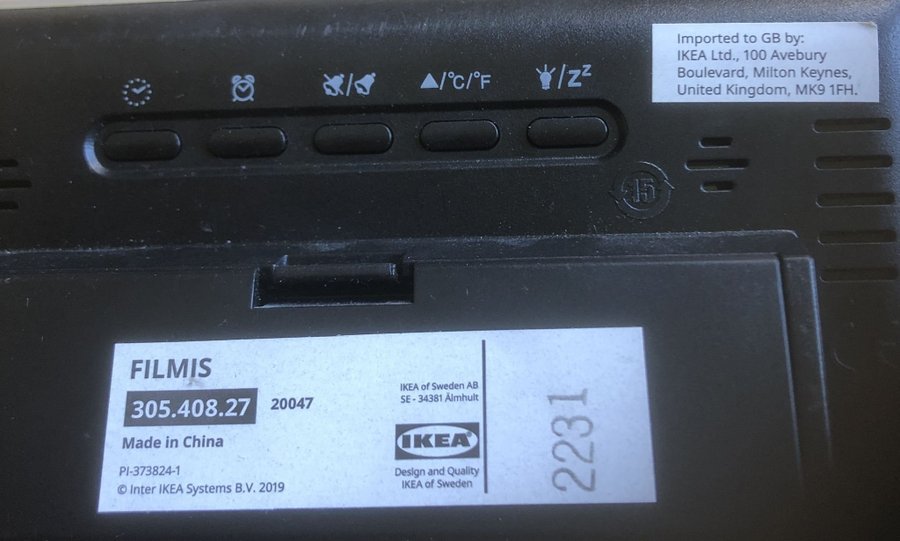 Imported to GB by:
IKEA Ltd., 100 Avebury
Boulevard, Milton Keynes,
United Kingdom, MK9 1FH.
/°C/°F
/ZZ
15
FILMIS
305.408.27 20047
Made in China
PI-373824-1
© Inter IKEA Systems B.V. 2019
IKEA of Sweden AB
SE - 34381 Älmhult
IKEA
Design and Quality
IKEA of Sweden
2231